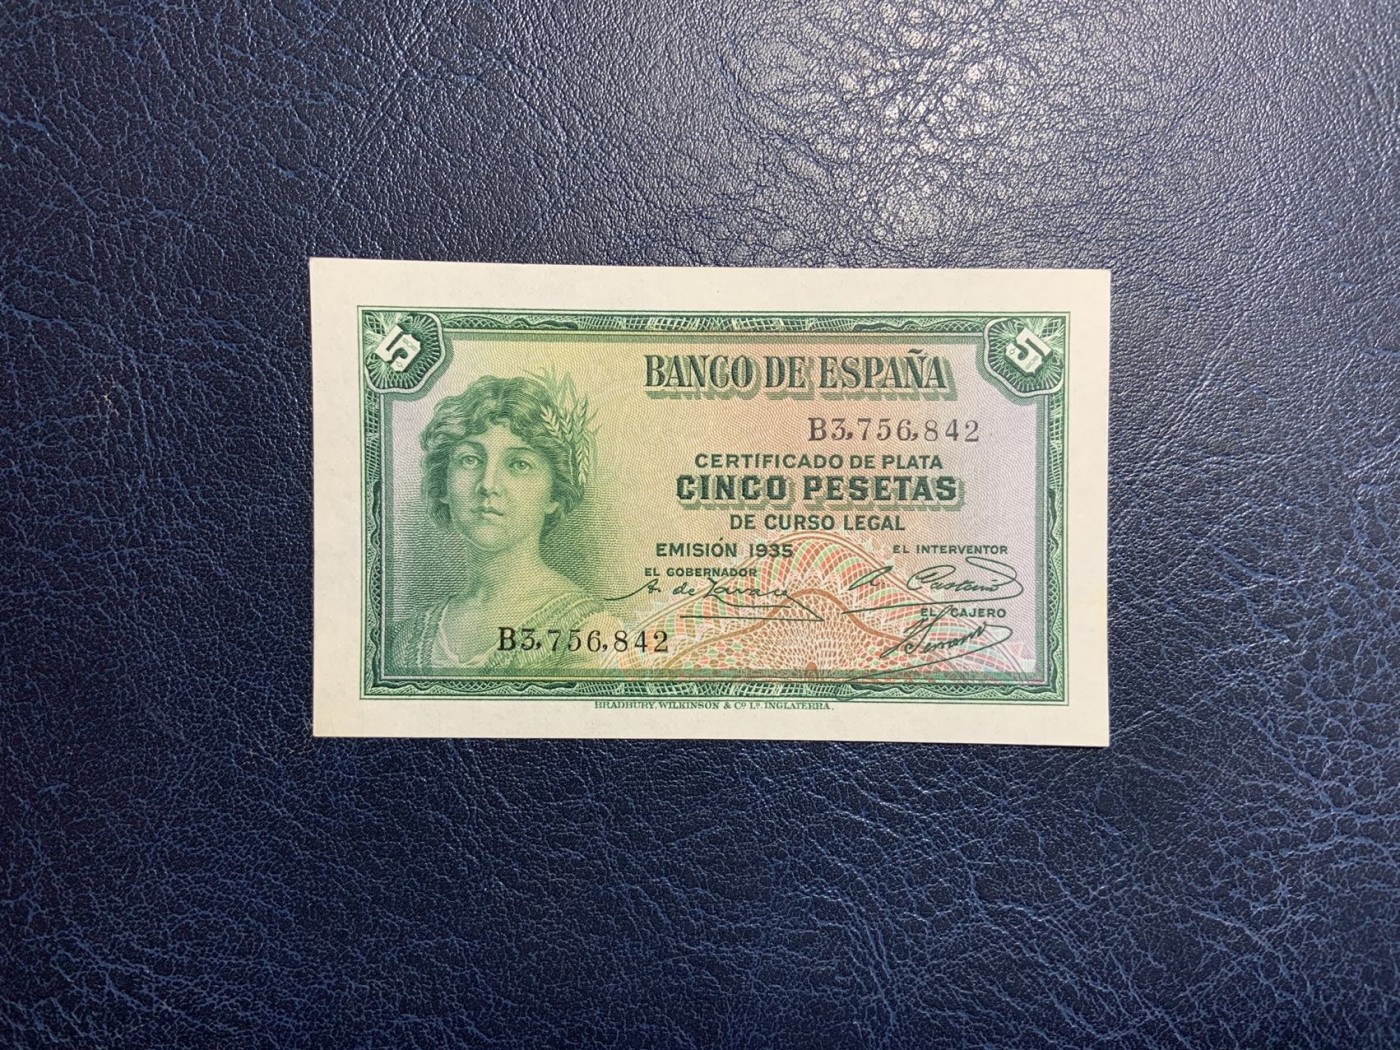 5 5
BANCO DE ESPAÑA
B3,756,842
CERTIFICADO DE PLATA
CINCO PESETAS
DE CURSO LEGAL
EMISIÓN 1935
EL INTERVENTOR
EL GOBERNADOR
A. de
EL CAJERO
B3,756,842
BRADBURY, WILKINSON & Cº Lº INGLATERRA.